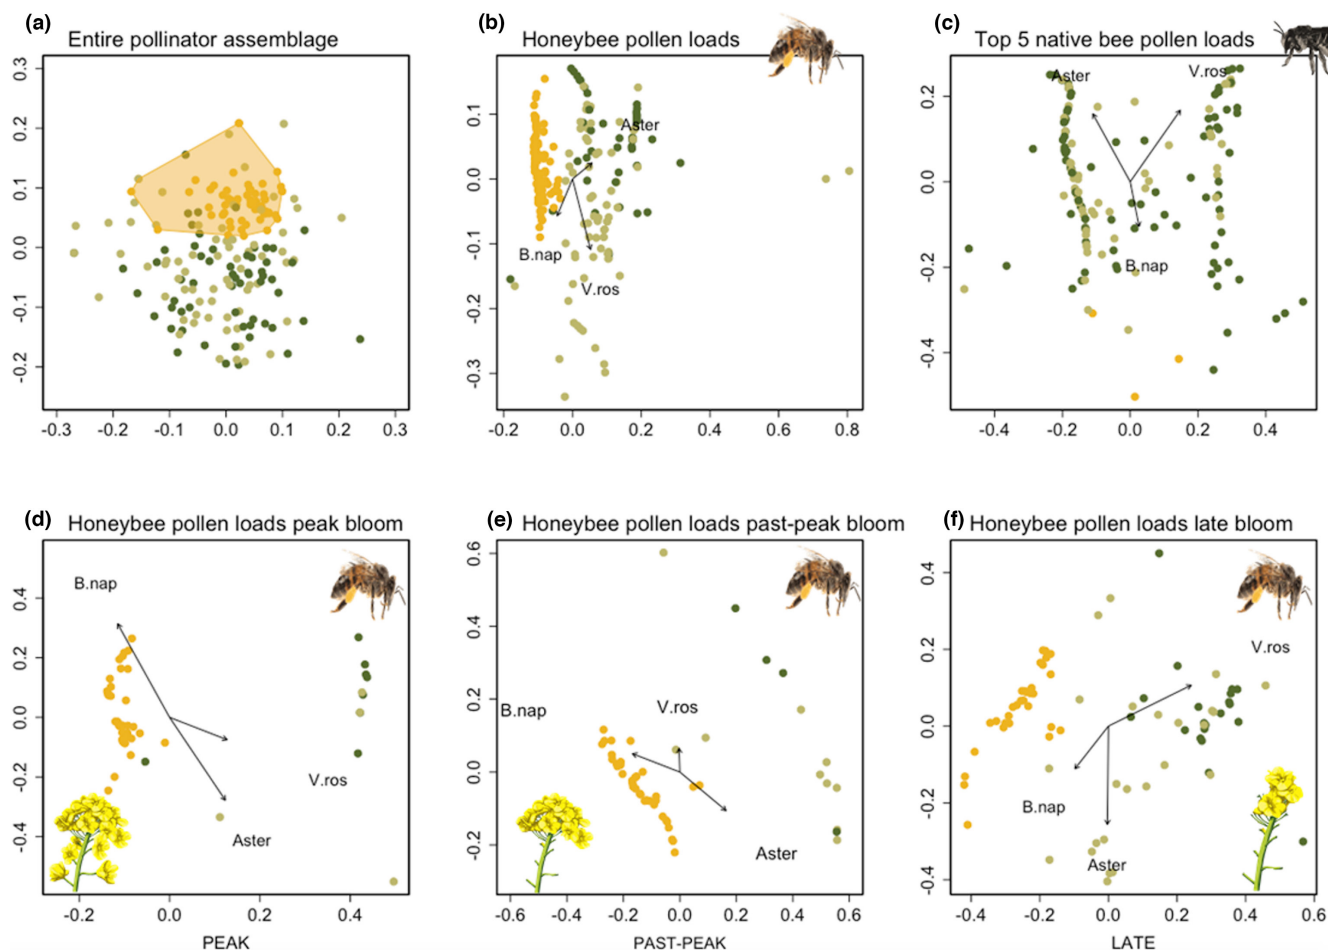 (a)
Entire pollinator assemblage
(b)
Honeybee pollen loads
(c)
Top 5 native bee pollen loads
0.3
0.2
0.1
0.0
-0.1
-0.2
-0.3 -0.2 -0.1 0.0 0.1 0.2 0.3
0.1
0.0
-0.1
-0.2
-0.3
Aster
B.nap
V.ros
-0.2 0.0 0.2 0.4 0.6 0.8
0.2
0.0
-0.2
-0.4
Aster
V.ros
B.nap
-0.4 -0.2 0.0 0.2 0.4
(d)
Honeybee pollen loads peak bloom
(e)
Honeybee pollen loads past-peak bloom
(f)
Honeybee pollen loads late bloom
0.4
0.2
0.0
-0.2
-0.4
B.nap
V.ros
Aster
-0.2 0.0 0.2 0.4
PEAK
0.6
0.4
0.2
0.0
-0.2
B.nap
V.ros
Aster
-0.6 -0.4 -0.2 0.0 0.2 0.4 0.6
PAST-PEAK
0.4
0.2
0.0
-0.2
-0.4
V.ros
B.nap
Aster
-0.4 -0.2 0.0 0.2 0.4 0.6
LATE